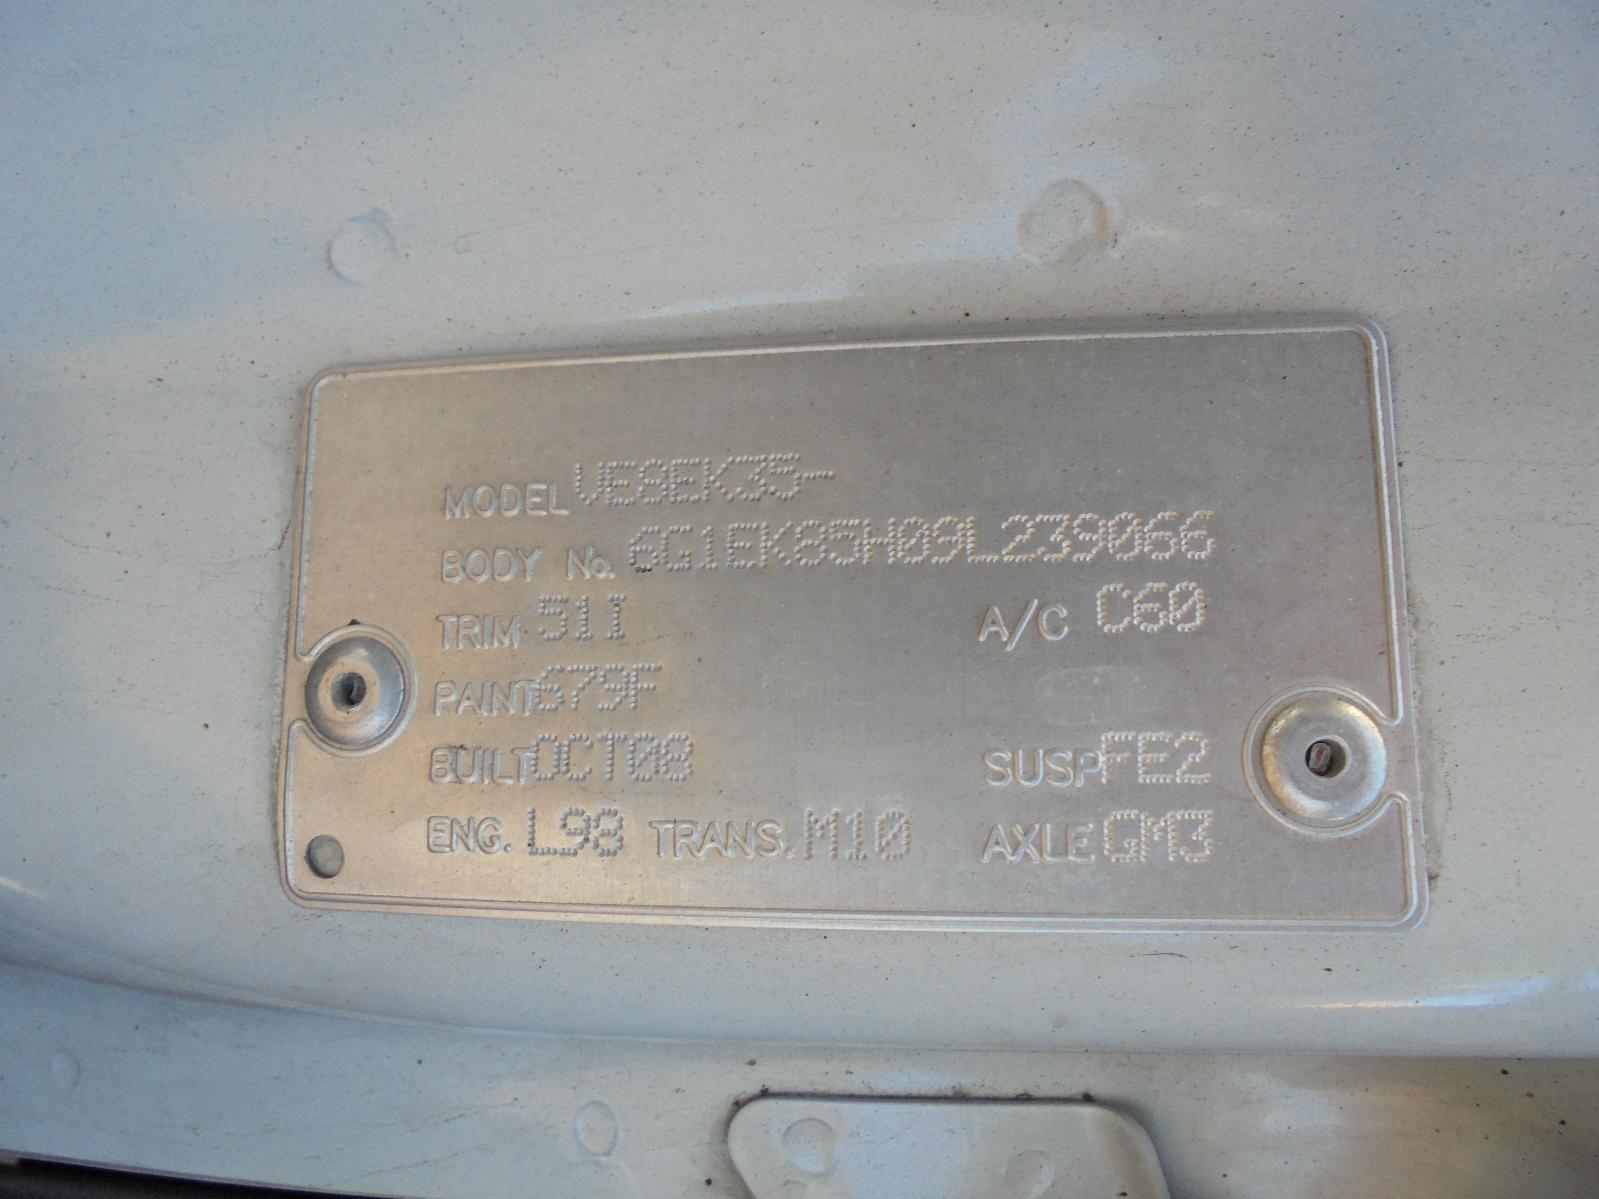 MODEL VE8EK35-
BODY No. 6G1EK85H09L239066
TRIM 51I A/C C60
PAINT 679F
BUILT OCT08 SUSP FE2
ENG. L98 TRANS. M10 AXLE GM3